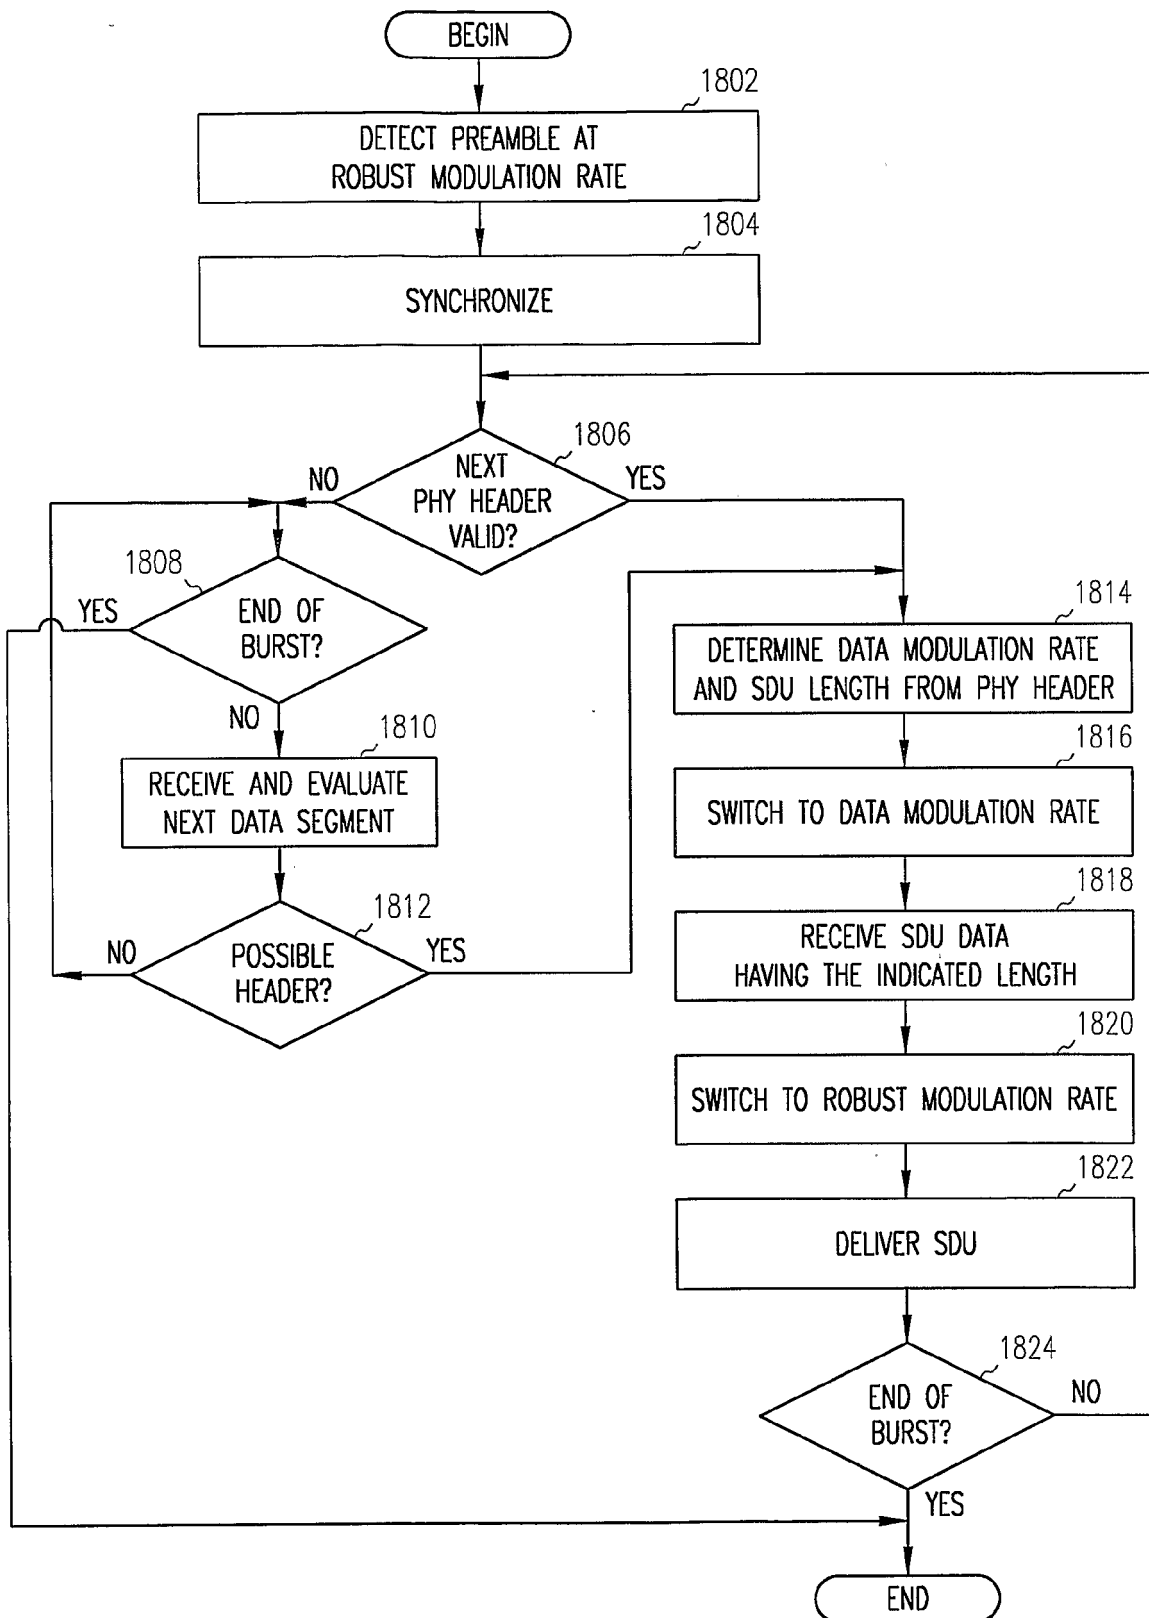 BEGIN
1802
DETECT PREAMBLE AT
ROBUST MODULATION RATE
1804
SYNCHRONIZE
1806
NEXT
PHY HEADER
VALID?
NO
YES
1808
END OF
BURST?
YES
NO
1810
RECEIVE AND EVALUATE
NEXT DATA SEGMENT
1812
POSSIBLE
HEADER?
NO
YES
1814
DETERMINE DATA MODULATION RATE
AND SDU LENGTH FROM PHY HEADER
1816
SWITCH TO DATA MODULATION RATE
1818
RECEIVE SDU DATA
HAVING THE INDICATED LENGTH
1820
SWITCH TO ROBUST MODULATION RATE
1822
DELIVER SDU
1824
END OF
BURST?
NO
YES
END